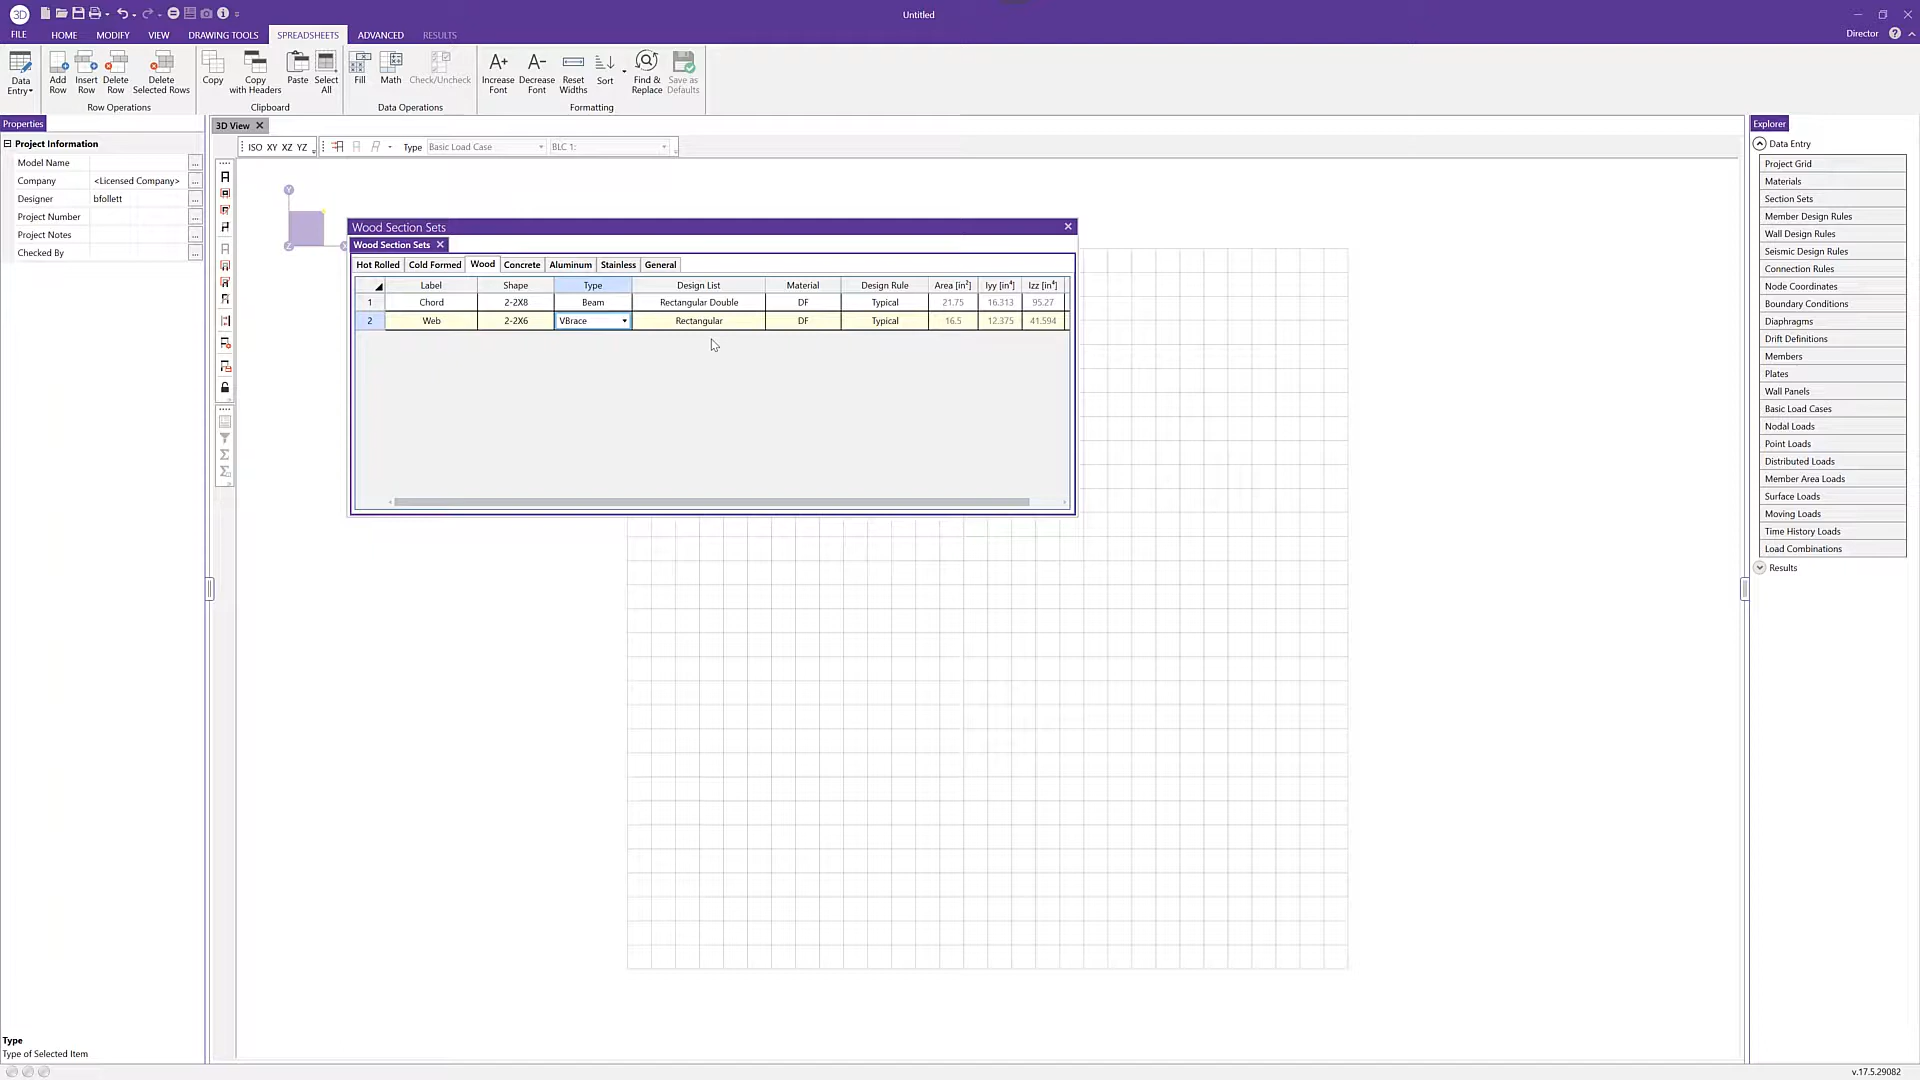 3D
Untitled
FILE HOME MODIFY VIEW DRAWING TOOLS SPREADSHEETS ADVANCED RESULTS
Director
Data Entry
Add Row
Insert Row
Delete Row
Delete Selected Rows
Row Operations
Copy
Copy with Headers
Paste
Select All
Clipboard
Fill
Math
Check/Uncheck
Data Operations
Increase Font
Decrease Font
Reset Widths
Sort
Find & Replace
Save as Defaults
Formatting
Properties
Project Information
Model Name ...
Company <Licensed Company> ...
Designer bfollett ...
Project Number ...
Project Notes ...
Checked By ...
3D View
ISO XY XZ YZ Type Basic Load Case BLC 1:
Y
Z
X
Wood Section Sets
Wood Section Sets
Hot Rolled Cold Formed Wood Concrete Aluminum Stainless General
Label Shape Type Design List Material Design Rule Area [in²] Iyy [in⁴] Izz [in⁴]
1 Chord 2-2X8 Beam Rectangular Double DF Typical 21.75 16.313 95.27
2 Web 2-2X6 VBrace Rectangular DF Typical 16.5 12.375 41.594
Explorer
Data Entry
Project Grid
Materials
Section Sets
Member Design Rules
Wall Design Rules
Seismic Design Rules
Connection Rules
Node Coordinates
Boundary Conditions
Diaphragms
Drift Definitions
Members
Plates
Wall Panels
Basic Load Cases
Nodal Loads
Point Loads
Distributed Loads
Member Area Loads
Surface Loads
Moving Loads
Time History Loads
Load Combinations
Results
Type
Type of Selected Item
v.17.5.29082